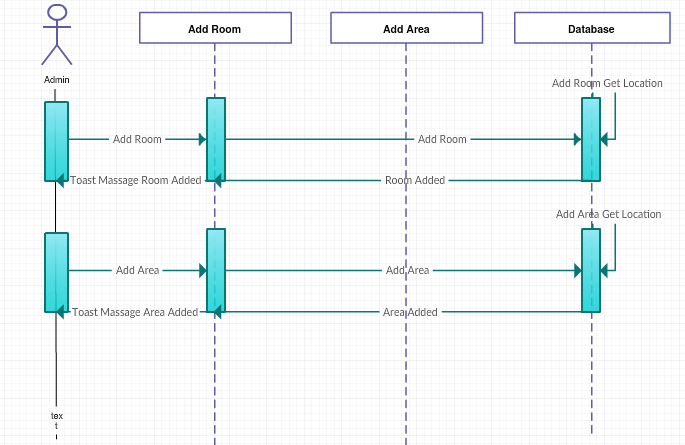 Add Room
Add Area
Database
Admin
Add Room Get Location
Add Room
Add Room
Toast Massage Room Added
Room Added
Add Area Get Location
Add Area
Add Area
Toast Massage Area Added
Area Added
tex
t